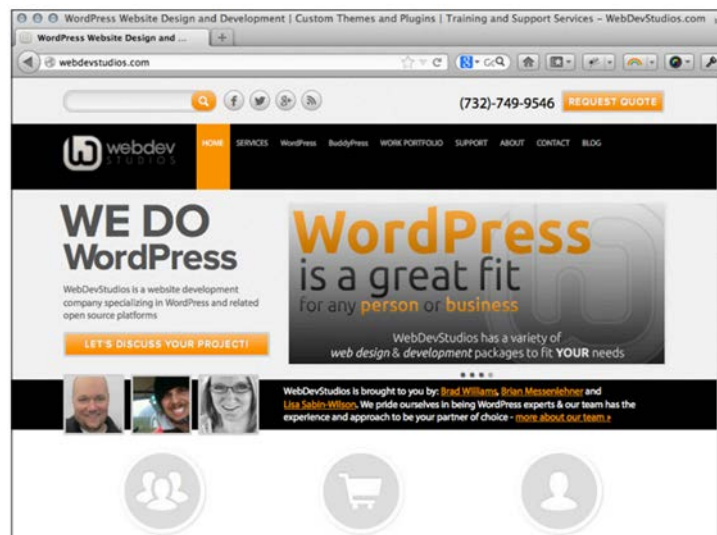 WordPress Website Design and Development | Custom Themes and Plugins | Training and Support Services – WebDevStudios.com
WordPress Website Design and ...
webdevstudios.com
(732)-749-9546
REQUEST QUOTE
webdev
STUDIOS
HOME SERVICES WordPress BuddyPress WORK PORTFOLIO SUPPORT ABOUT CONTACT BLOG
WE DO
WordPress
WebDevStudios is a website development
company specializing in WordPress and related
open source platforms
LET'S DISCUSS YOUR PROJECT!
WordPress
is a great fit
for any person or business
WebDevStudios has a variety of
web design & development packages to fit YOUR needs
WebDevStudios is brought to you by: Brad Williams, Brian Messenlehner and
Lisa Sabin-Wilson. We pride ourselves in being WordPress experts & our team has the
experience and approach to be your partner of choice - more about our team »